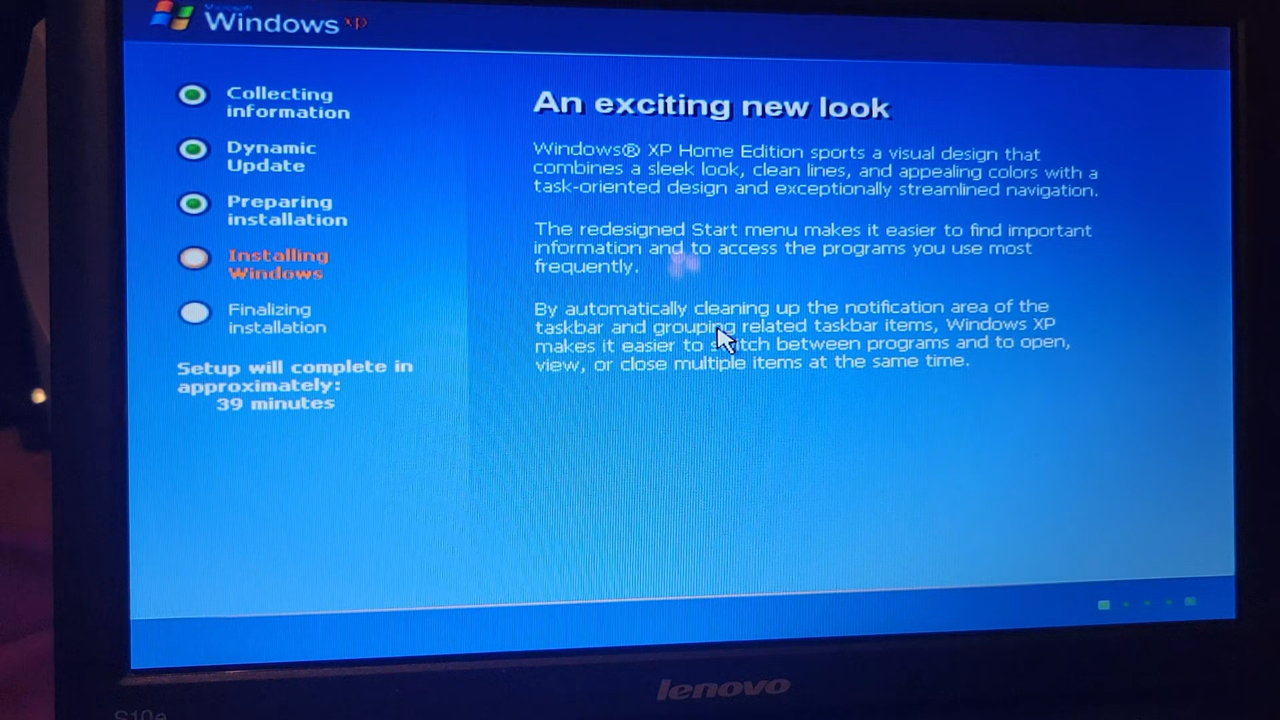 Microsoft
Windows xp
Collecting
information
Dynamic
Update
Preparing
installation
Installing
Windows
Finalizing
installation
Setup will complete in
approximately:
39 minutes
An exciting new look
Windows® XP Home Edition sports a visual design that
combines a sleek look, clean lines, and appealing colors with a
task-oriented design and exceptionally streamlined navigation.
The redesigned Start menu makes it easier to find important
information and to access the programs you use most
frequently.
By automatically cleaning up the notification area of the
taskbar and grouping related taskbar items, Windows XP
makes it easier to switch between programs and to open,
view, or close multiple items at the same time.
lenovo
S10e